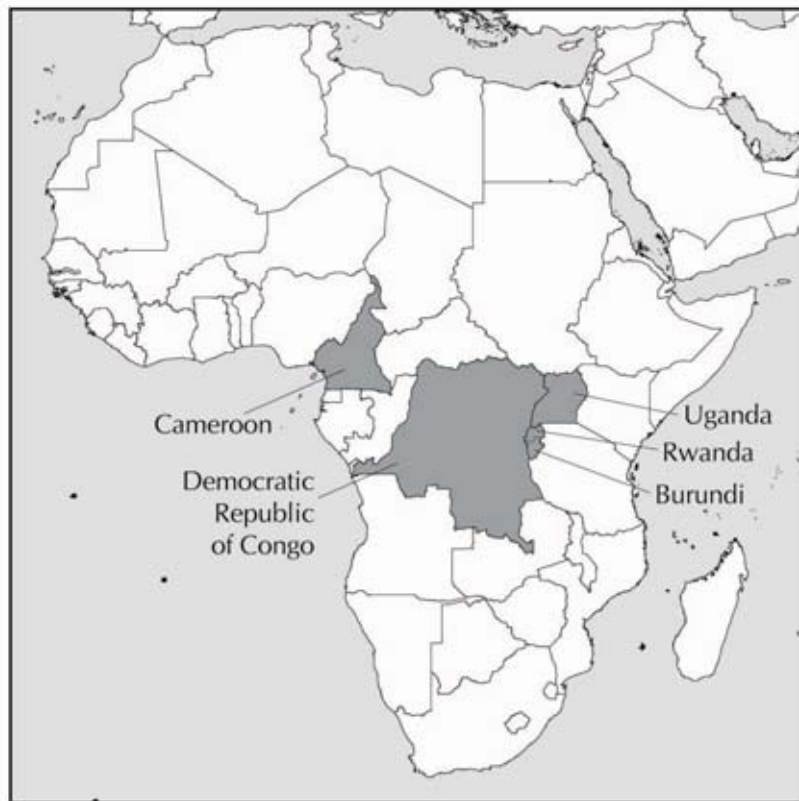 Cameroon
Democratic
Republic
of Congo
Uganda
Rwanda
Burundi